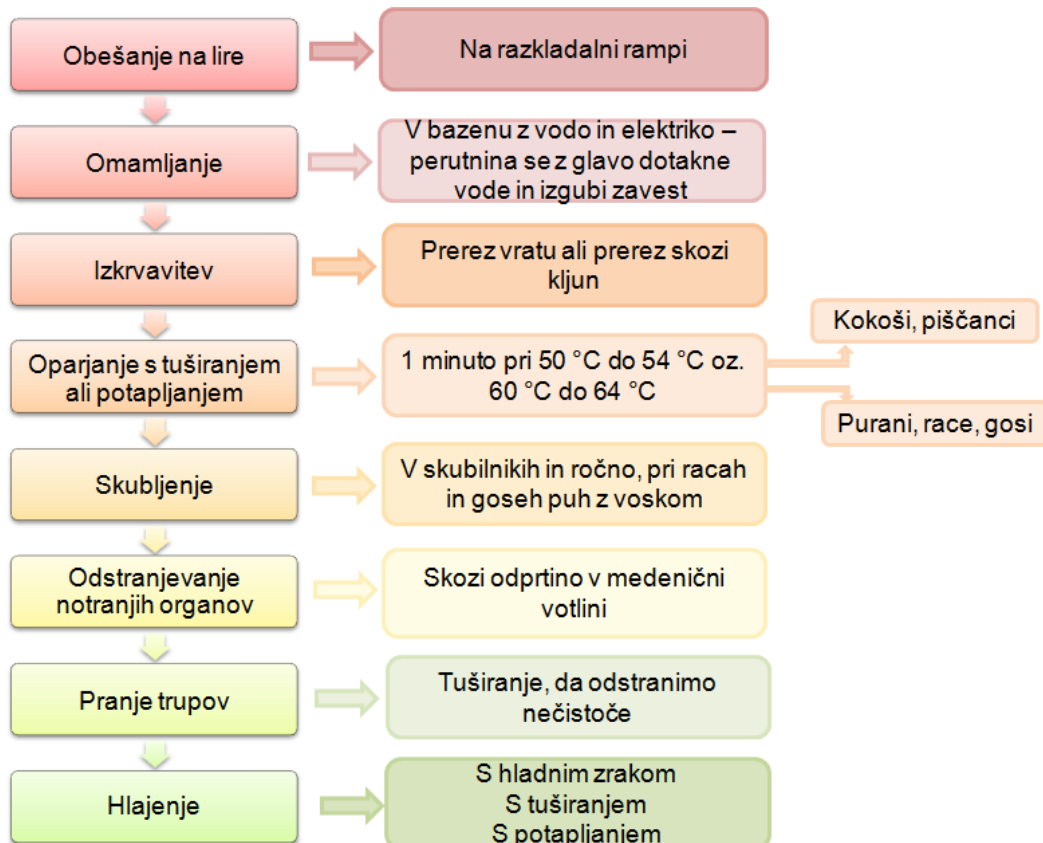 Obešanje na lire
Na razkladalni rampi
Omamljanje
V bazenu z vodo in elektriko –
perutnina se z glavo dotakne
vode in izgubi zavest
Izkrvavitev
Prerez vratu ali prerez skozi
kljun
Oparjanje s tuširanjem
ali potapljanjem
1 minuto pri 50 °C do 54 °C oz.
60 °C do 64 °C
Kokoši, piščanci
Purani, race, gosi
Skubljenje
V skubilnikih in ročno, pri racah
in goseh puh z voskom
Odstranjevanje
notranjih organov
Skozi odprtino v medenični
votlini
Pranje trupov
Tuširanje, da odstranimo
nečistoče
Hlajenje
S hladnim zrakom
S tuširanjem
S potapljanjem